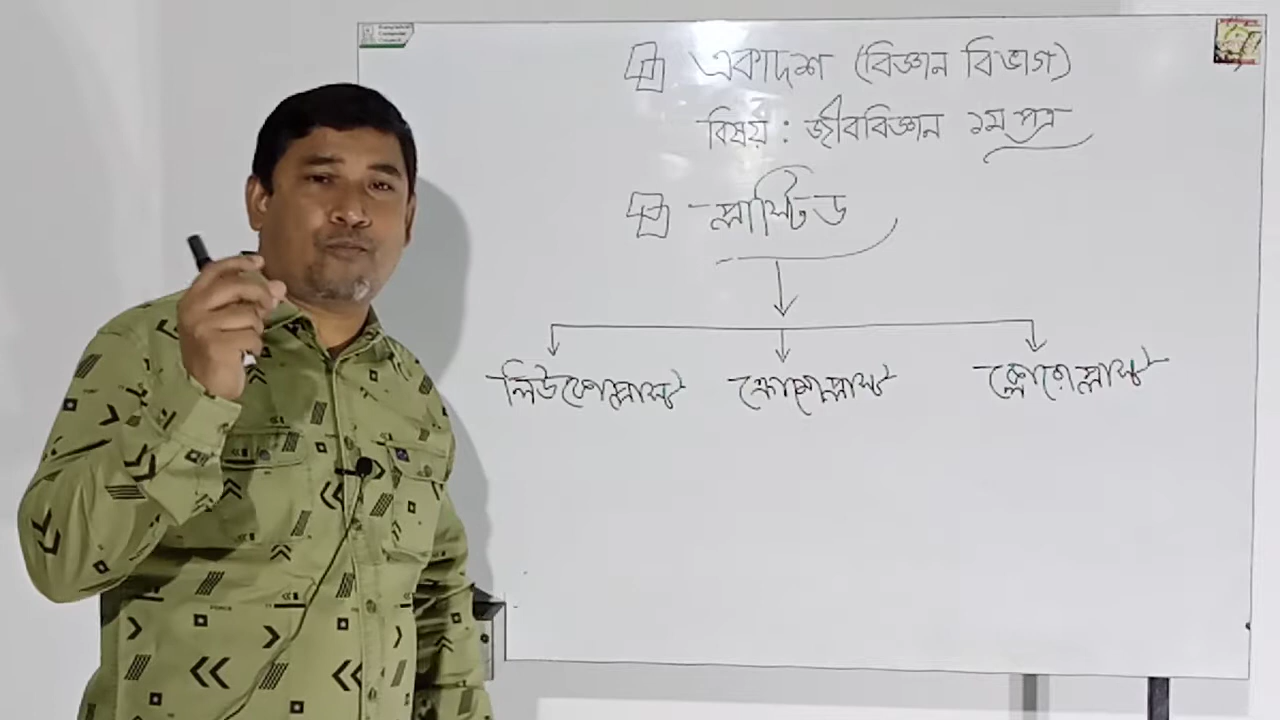 একাদশ (বিজ্ঞান বিভাগ)
বিষয় : জীববিজ্ঞান ১ম পত্র
প্লাস্টিড
লিউকোপ্লাস্ট ক্রোমোপ্লাস্ট ক্লোরোপ্লাস্ট